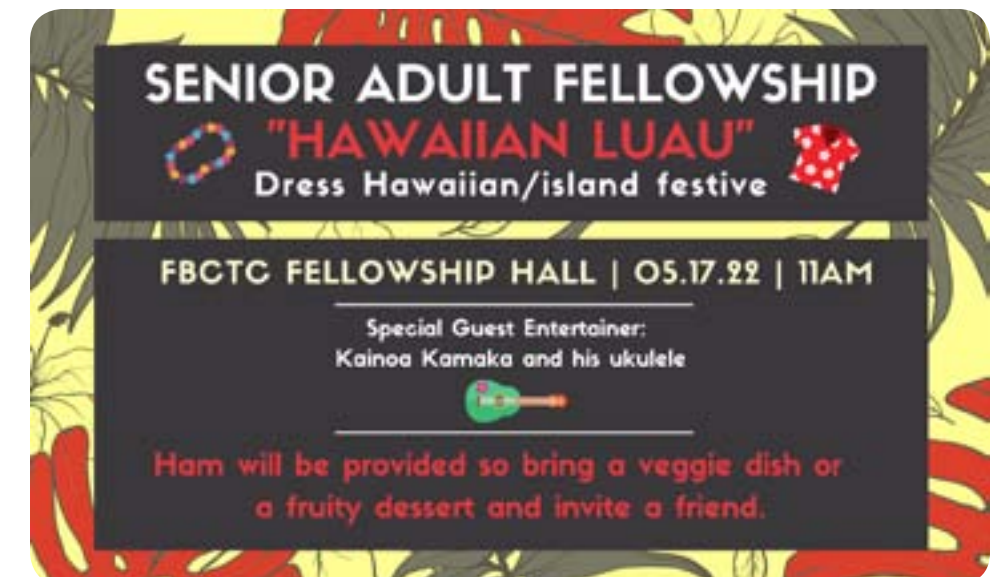 SENIOR ADULT FELLOWSHIP
"HAWAIIAN LUAU"
Dress Hawaiian/island festive
FBCTC FELLOWSHIP HALL | 05.17.22 | 11AM
Special Guest Entertainer:
Kainoa Kamaka and his ukulele
Ham will be provided so bring a veggie dish or
a fruity dessert and invite a friend.